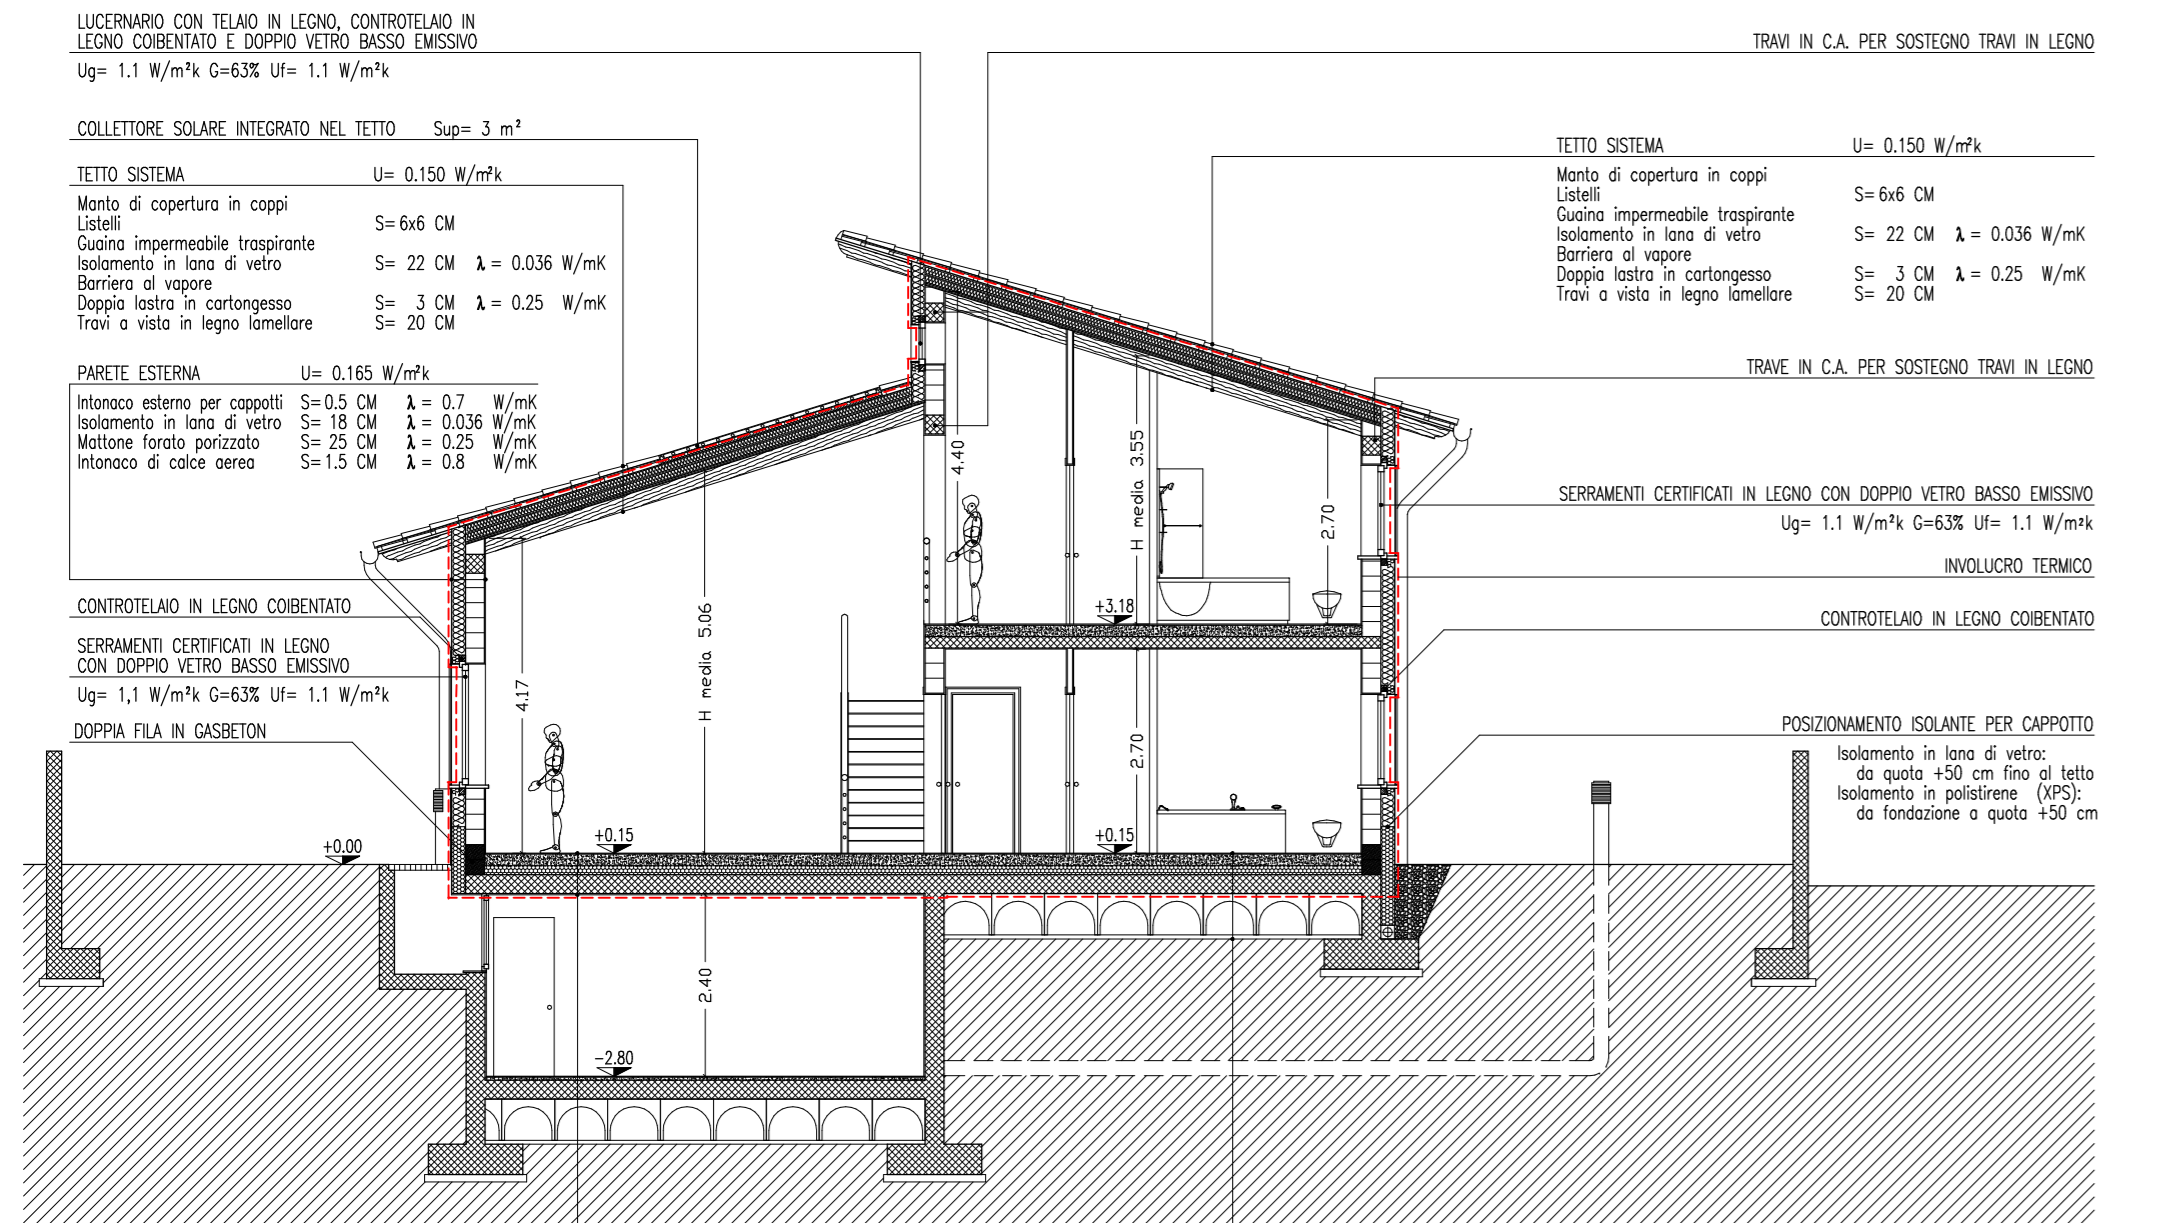 LUCERNARIO CON TELAIO IN LEGNO, CONTROTELAIO IN
LEGNO COIBENTATO E DOPPIO VETRO BASSO EMISSIVO
Ug= 1.1 W/m²k G=63% Uf= 1.1 W/m²k
COLLETTORE SOLARE INTEGRATO NEL TETTO Sup= 3 m²
TETTO SISTEMA U= 0.150 W/m²k
Manto di copertura in coppi
Listelli S= 6x6 CM
Guaina impermeabile traspirante
Isolamento in lana di vetro S= 22 CM λ = 0.036 W/mK
Barriera al vapore
Doppia lastra in cartongesso S= 3 CM λ = 0.25 W/mK
Travi a vista in legno lamellare S= 20 CM
PARETE ESTERNA U= 0.165 W/m²k
Intonaco esterno per cappotti S= 0.5 CM λ = 0.7 W/mK
Isolamento in lana di vetro S= 18 CM λ = 0.036 W/mK
Mattone forato porizzato S= 25 CM λ = 0.25 W/mK
Intonaco di calce aerea S= 1.5 CM λ = 0.8 W/mK
CONTROTELAIO IN LEGNO COIBENTATO
SERRAMENTI CERTIFICATI IN LEGNO
CON DOPPIO VETRO BASSO EMISSIVO
Ug= 1,1 W/m²k G=63% Uf= 1.1 W/m²k
DOPPIA FILA IN GASBETON
+0.00
4.17
H media 5.06
+0.15
4.40
H media 3.55
2.70
+3.18
2.70
+0.15
2.40
-2.80
TRAVI IN C.A. PER SOSTEGNO TRAVI IN LEGNO
TETTO SISTEMA U= 0.150 W/m²k
Manto di copertura in coppi
Listelli S= 6x6 CM
Guaina impermeabile traspirante
Isolamento in lana di vetro S= 22 CM λ = 0.036 W/mK
Barriera al vapore
Doppia lastra in cartongesso S= 3 CM λ = 0.25 W/mK
Travi a vista in legno lamellare S= 20 CM
TRAVE IN C.A. PER SOSTEGNO TRAVI IN LEGNO
SERRAMENTI CERTIFICATI IN LEGNO CON DOPPIO VETRO BASSO EMISSIVO
Ug= 1.1 W/m²k G=63% Uf= 1.1 W/m²k
INVOLUCRO TERMICO
CONTROTELAIO IN LEGNO COIBENTATO
POSIZIONAMENTO ISOLANTE PER CAPPOTTO
Isolamento in lana di vetro:
da quota +50 cm fino al tetto
Isolamento in polistirene (XPS):
da fondazione a quota +50 cm